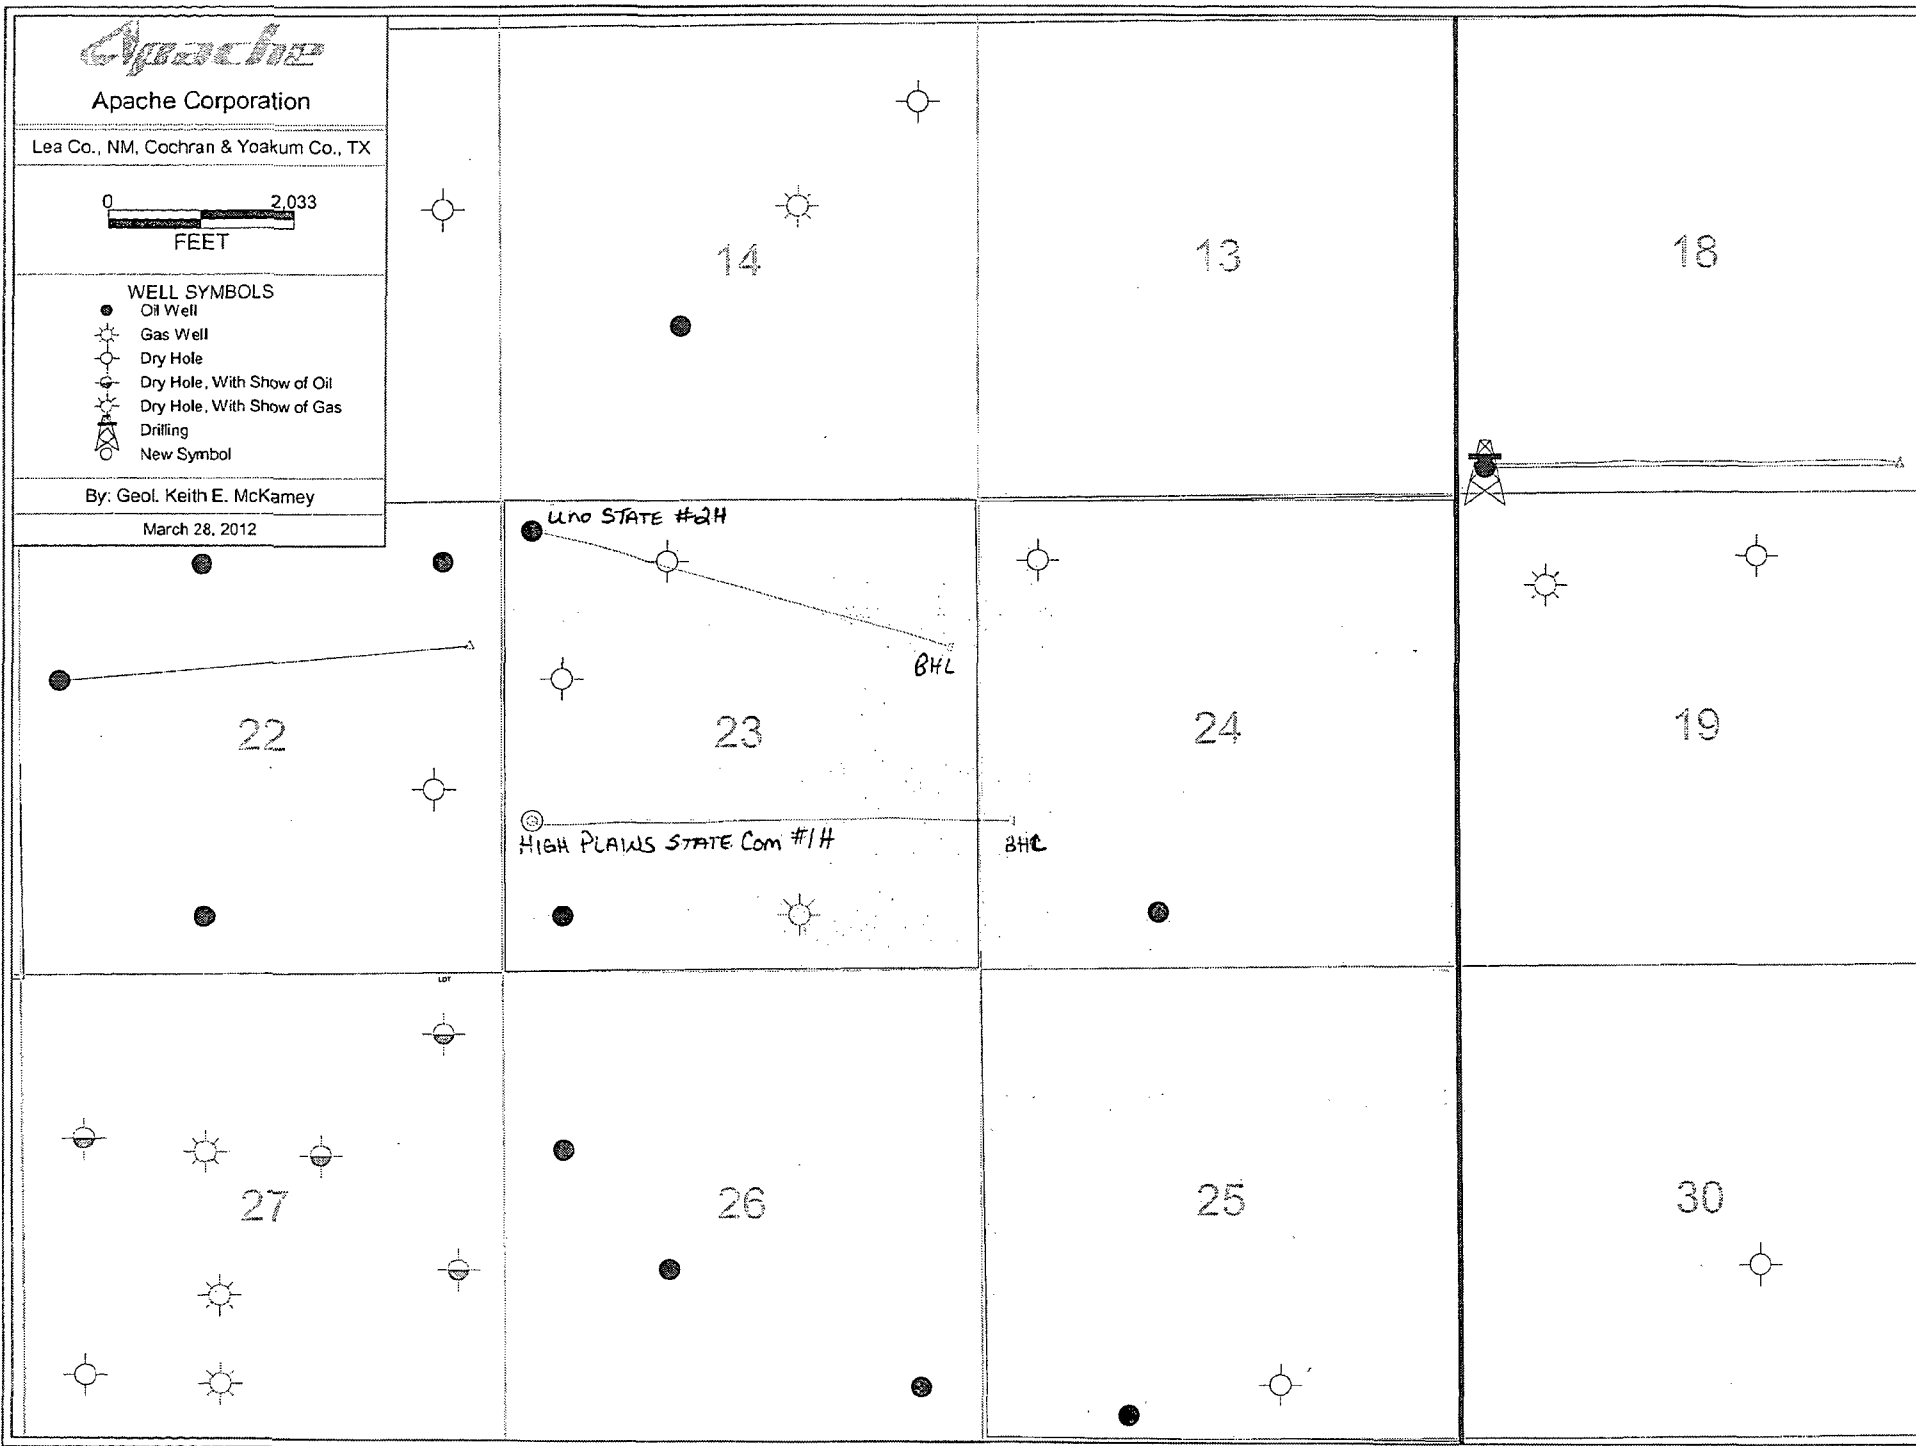 Apache
Apache Corporation
Lea Co., NM, Cochran & Yoakum Co., TX
0 2,033
FEET
WELL SYMBOLS
Oil Well
Gas Well
Dry Hole
Dry Hole, With Show of Oil
Dry Hole, With Show of Gas
Drilling
New Symbol
By: Geol. Keith E. McKamey
March 28, 2012
14
13
18
Uno STATE #2H
BHL
22
23
24
19
HIGH PLAINS STATE Com #1H
BHL
LOT
27
26
25
30